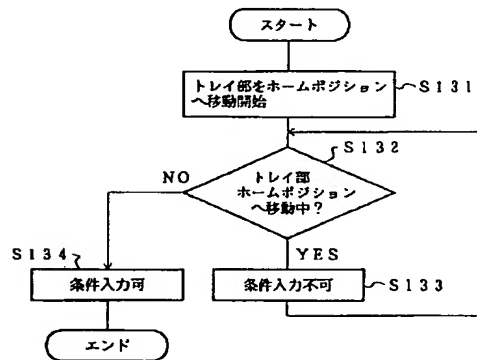 スタート
トレイ部をホームポジション
へ移動開始
S131
S132
トレイ部
ホームポジション
へ移動中?
NO
YES
S134
条件入力可
条件入力不可
S133
エンド